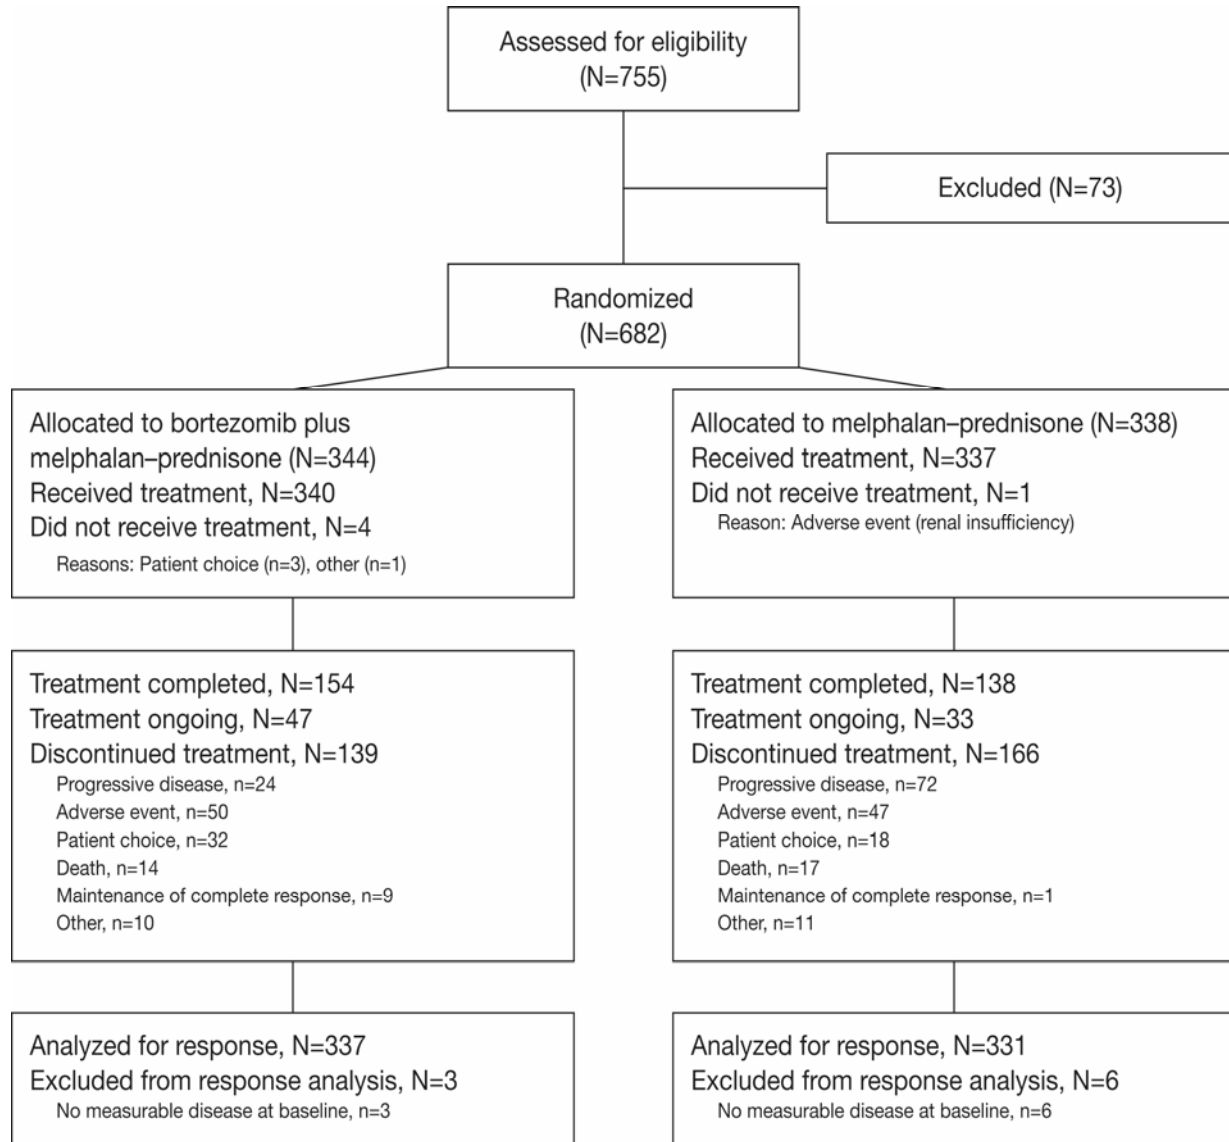 Assessed for eligibility
(N=755)
Excluded (N=73)
Randomized
(N=682)
Allocated to bortezomib plus
melphalan–prednisone (N=344)
Received treatment, N=340
Did not receive treatment, N=4
Reasons: Patient choice (n=3), other (n=1)
Allocated to melphalan–prednisone (N=338)
Received treatment, N=337
Did not receive treatment, N=1
Reason: Adverse event (renal insufficiency)
Treatment completed, N=154
Treatment ongoing, N=47
Discontinued treatment, N=139
Progressive disease, n=24
Adverse event, n=50
Patient choice, n=32
Death, n=14
Maintenance of complete response, n=9
Other, n=10
Treatment completed, N=138
Treatment ongoing, N=33
Discontinued treatment, N=166
Progressive disease, n=72
Adverse event, n=47
Patient choice, n=18
Death, n=17
Maintenance of complete response, n=1
Other, n=11
Analyzed for response, N=337
Excluded from response analysis, N=3
No measurable disease at baseline, n=3
Analyzed for response, N=331
Excluded from response analysis, N=6
No measurable disease at baseline, n=6